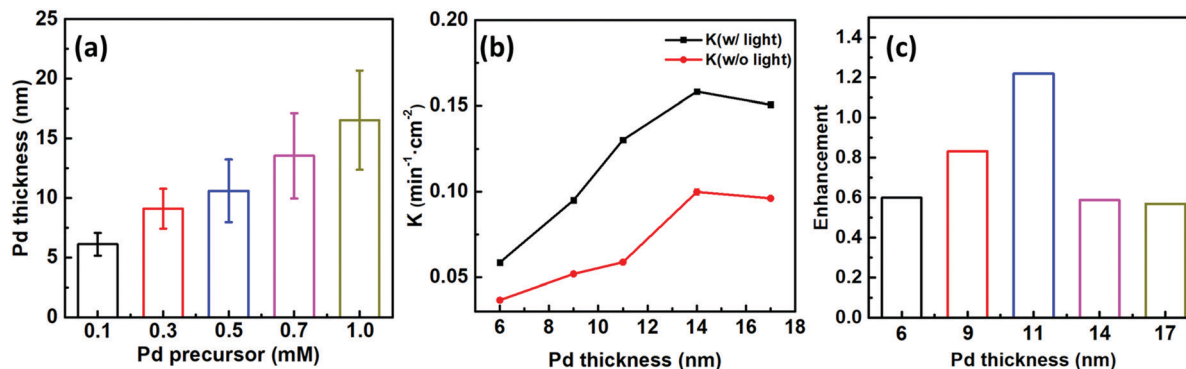 (a)
Pd thickness (nm)
25
20
15
10
5
0
0.1 0.3 0.5 0.7 1.0
Pd precursor (mM)
(b)
K(w/ light)
K(w/o light)
K (min⁻¹·cm⁻²)
0.20
0.15
0.10
0.05
6 8 10 12 14 16 18
Pd thickness (nm)
(c)
Enhancement
1.4
1.2
1.0
0.8
0.6
0.4
0.2
0.0
6 9 11 14 17
Pd thickness (nm)